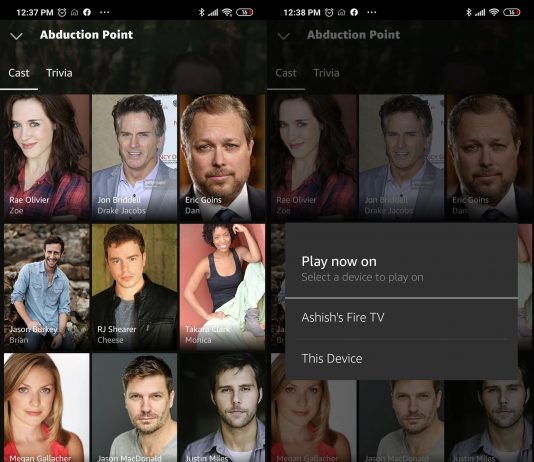 12:37 PM
16
Abduction Point
Cast Trivia
Rae Olivier
Zoe
Jon Briddell
Drake Jacobs
Eric Goins
Dan
Jason Burkey
Brian
RJ Shearer
Cheese
Takara Clark
Monica
Megan Gallacher
Jason MacDonald
Justin Miles
12:38 PM
16
Abduction Point
Cast Trivia
Rae Olivier
Zoe
Jon Briddell
Drake Jacobs
Eric Goins
Dan
Play now on
Select a device to play on
Ashish's Fire TV
This Device
Megan Gallacher
Jason MacDonald
Justin Miles